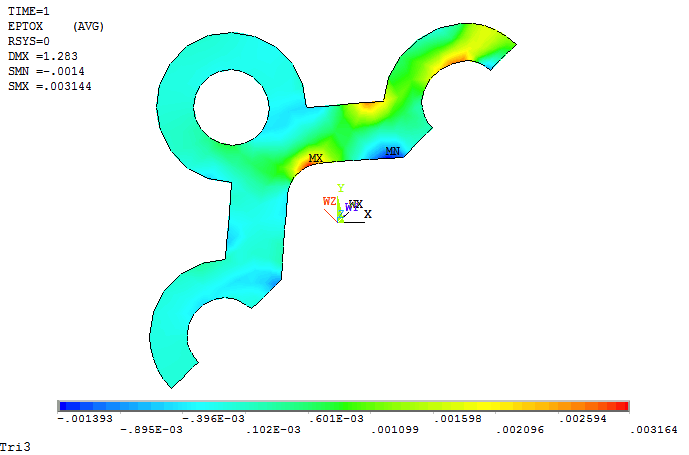 TIME=1
EPTOX (AVG)
RSYS=0
DMX =1.283
SMN =-.0014
SMX =.003144
MX
MN
Y
WZ
WX
Z
X
-.001393 -.396E-03 .601E-03 .001598 .002594
-.895E-03 .102E-03 .001099 .002096 .003164
Tri3